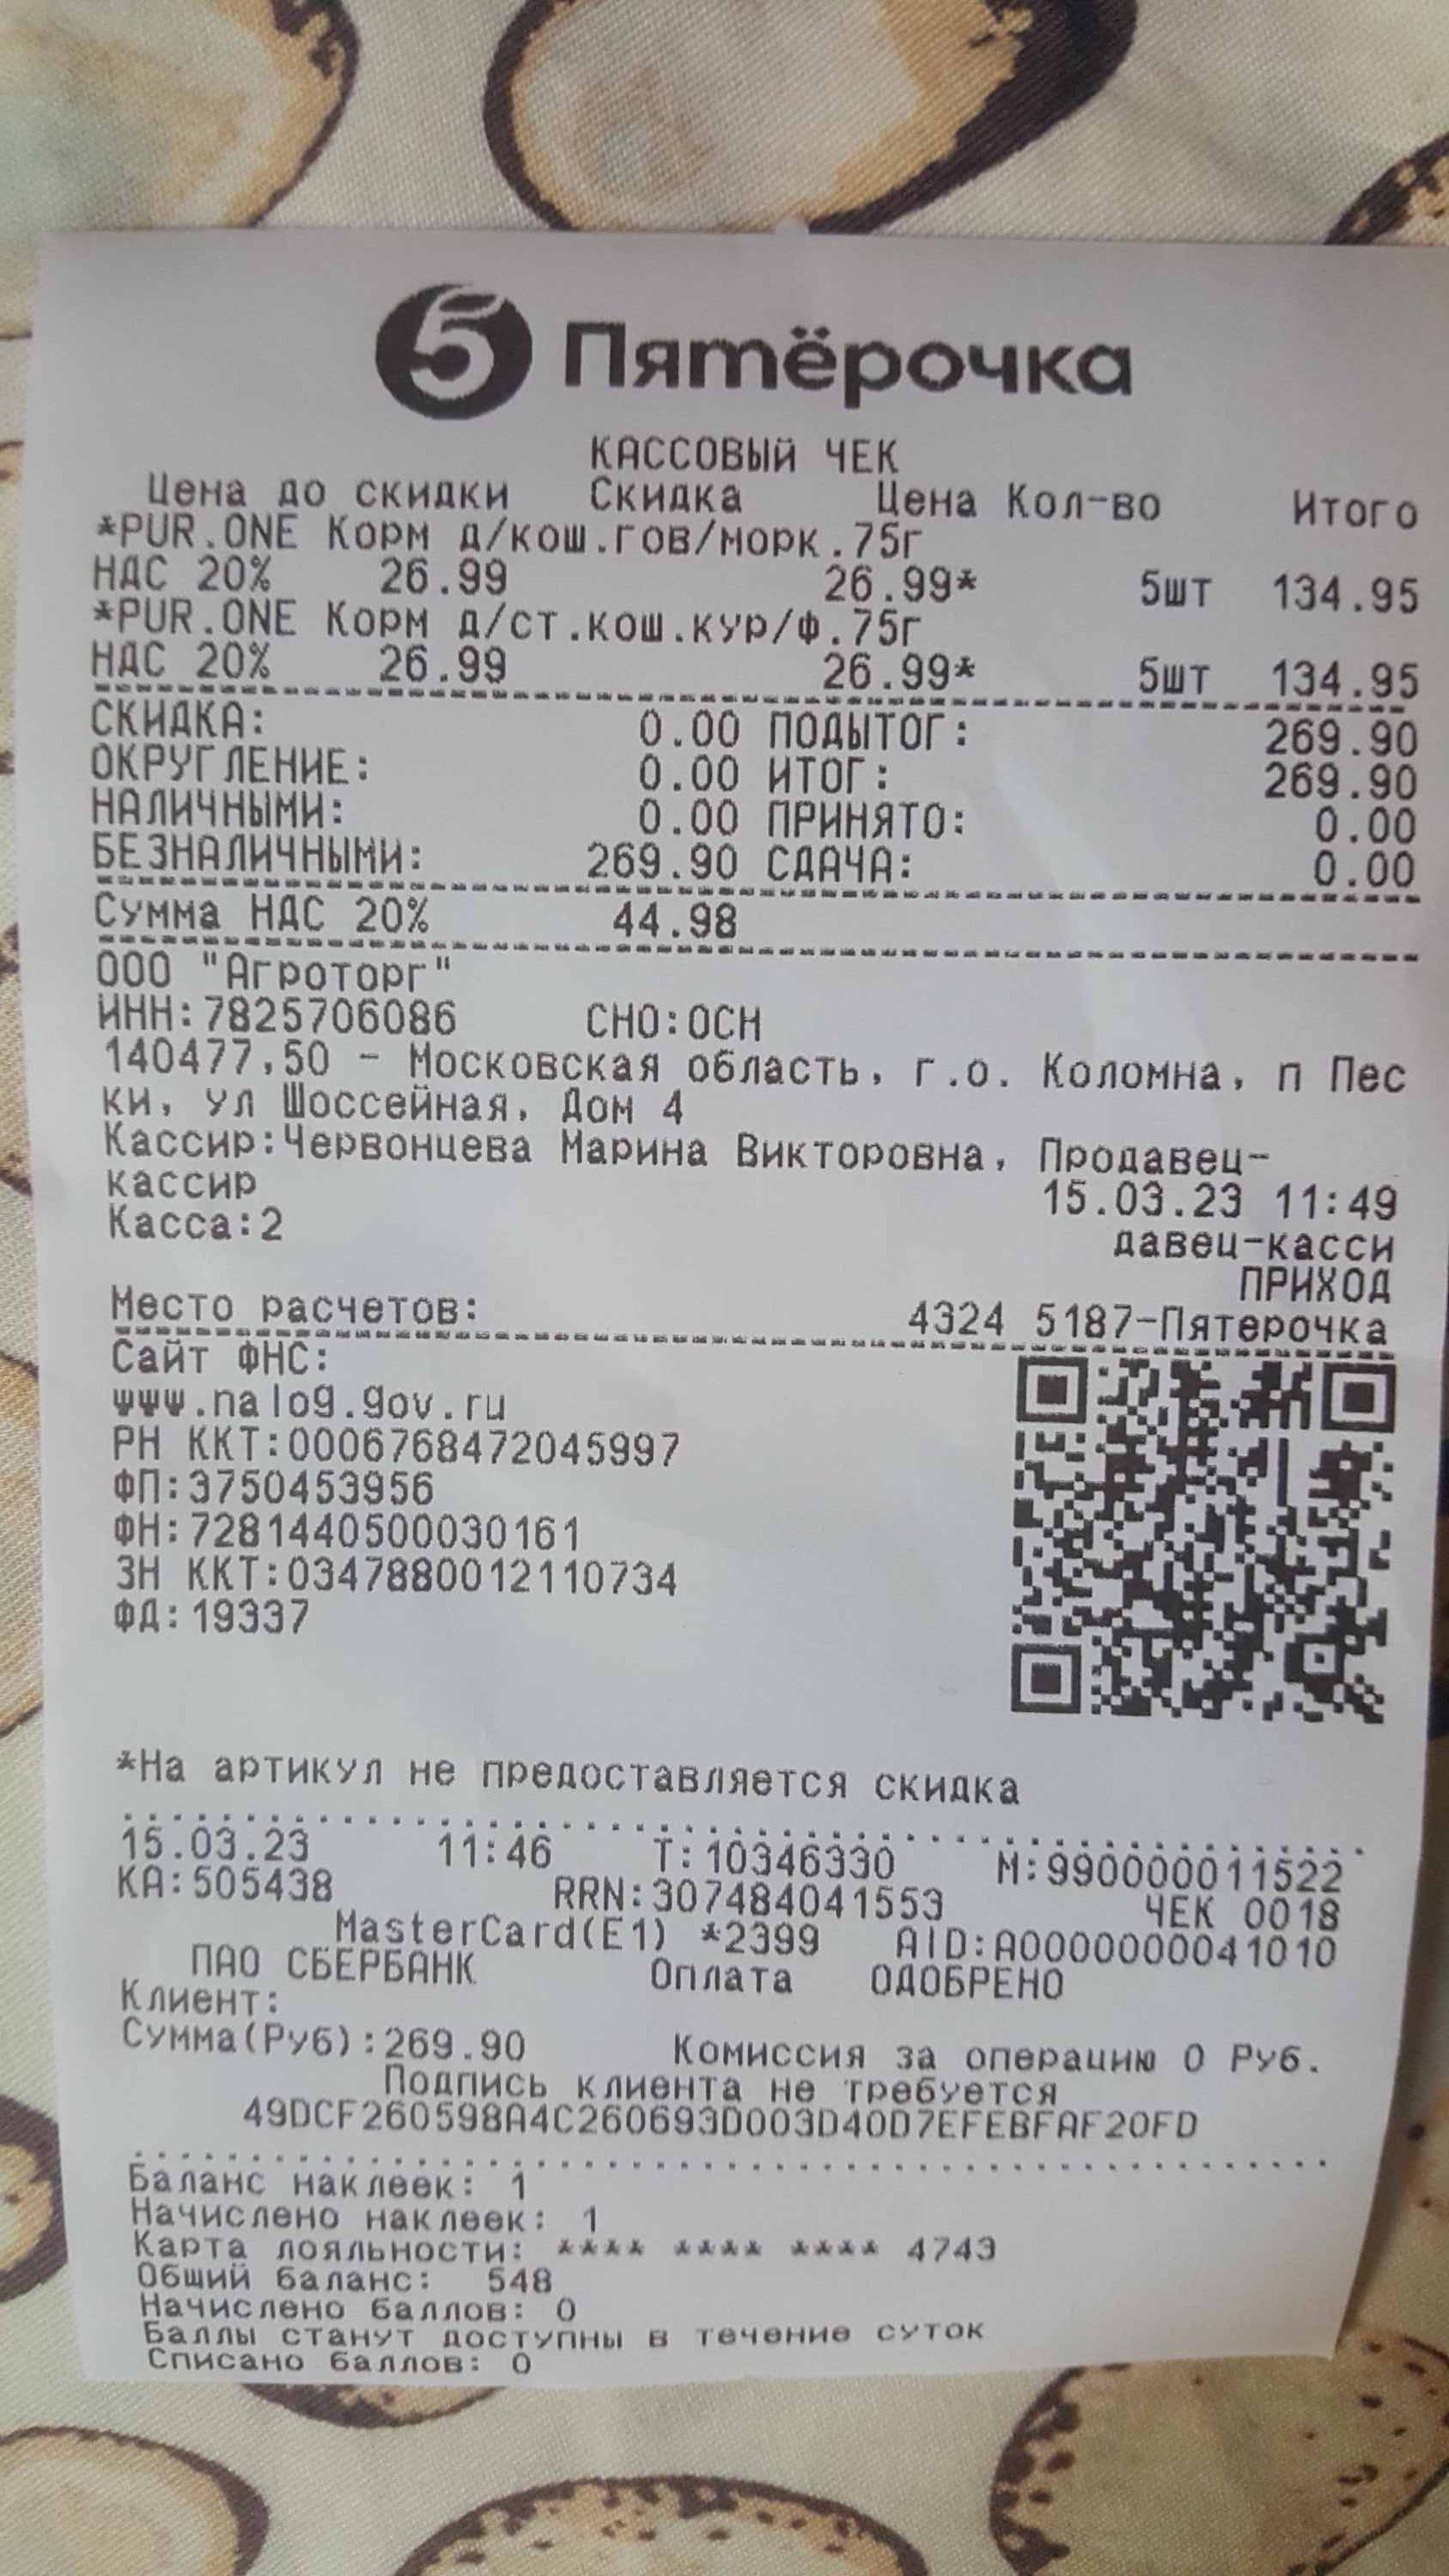 5 Пятёрочка
КАССОВЫЙ ЧЕК
Цена до скидки Скидка Цена Кол-во Итого
*PUR.ONE Корм д/кош.гов/морк.75г
НДС 20% 26.99 26.99* 5шт 134.95
*PUR.ONE Корм д/ст.кош.кур/ф.75г
НДС 20% 26.99 26.99* 5шт 134.95
СКИДКА: 0.00 ПОДЫТОГ: 269.90
ОКРУГЛЕНИЕ: 0.00 ИТОГ: 269.90
НАЛИЧНЫМИ: 0.00 ПРИНЯТО: 0.00
БЕЗНАЛИЧНЫМИ: 269.90 СДАЧА: 0.00
Сумма НДС 20% 44.98
ООО "Агроторг"
ИНН:7825706086 СНО:ОСН
140477,50 - Московская область, г.о. Коломна, п Пес
ки, ул Шоссейная, Дом 4
Кассир:Червонцева Марина Викторовна, Продавец-
кассир 15.03.23 11:49
Касса:2 давец-касси
ПРИХОД
Место расчетов: 4324 5187-Пятерочка
Сайт ФНС:
www.nalog.gov.ru
РН ККТ:0006768472045997
ФП:3750453956
ФН:7281440500030161
ЗН ККТ:0347880012110734
ФД:19337
*На артикул не предоставляется скидка
15.03.23 11:46 Т:10346330 М:990000011522
КА:505438 RRN:307484041553 ЧЕК 0018
MasterCard(E1) *2399 AID:A0000000041010
ПАО СБЕРБАНК Оплата ОДОБРЕНО
Клиент:
Сумма(Руб):269.90 Комиссия за операцию 0 Руб.
Подпись клиента не требуется
49DCF260598A4C260693D003D40D7EFEBFAF20FD
Баланс наклеек: 1
Начислено наклеек: 1
Карта лояльности: **** **** **** 4743
Общий баланс: 548
Начислено баллов: 0
Баллы станут доступны в течение суток
Списано баллов: 0